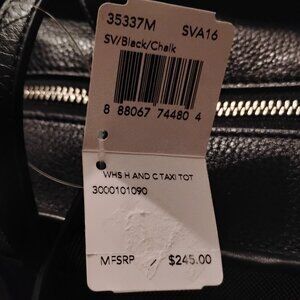 35337M SVA16
SV/Black/Chalk
8 88067 74480 4
WHS H AND C TAXI TOT
3000101090
MFSRP $245.00